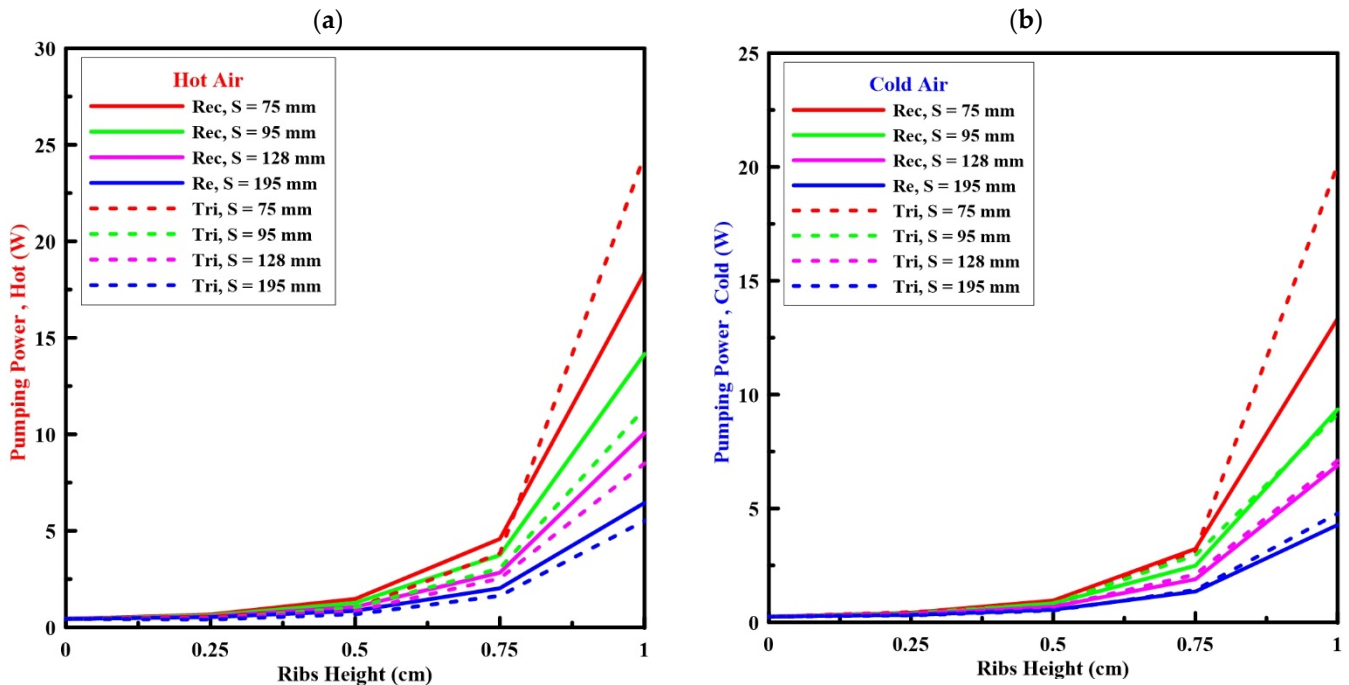 (a)
30
25
20
15
10
5
0
Pumping Power , Hot (W)
Hot Air
Rec, S = 75 mm
Rec, S = 95 mm
Rec, S = 128 mm
Re, S = 195 mm
Tri, S = 75 mm
Tri, S = 95 mm
Tri, S = 128 mm
Tri, S = 195 mm
0 0.25 0.5 0.75 1
Ribs Height (cm)
(b)
25
20
15
10
5
0
Pumping Power , Cold (W)
Cold Air
Rec, S = 75 mm
Rec, S = 95 mm
Rec, S = 128 mm
Re, S = 195 mm
Tri, S = 75 mm
Tri, S = 95 mm
Tri, S = 128 mm
Tri, S = 195 mm
0 0.25 0.5 0.75 1
Ribs Height (cm)